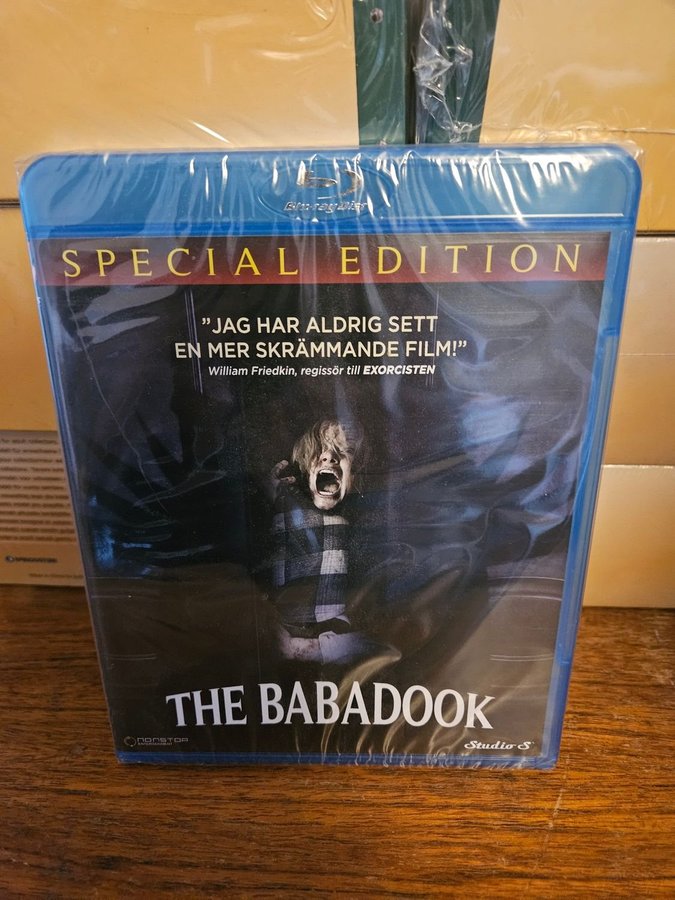 Blu-ray Disc
SPECIAL EDITION
”JAG HAR ALDRIG SETT
EN MER SKRÄMMANDE FILM!”
William Friedkin, regissör till EXORCISTEN
THE BABADOOK
NONSTOP
ENTERTAINMENT
Studio S